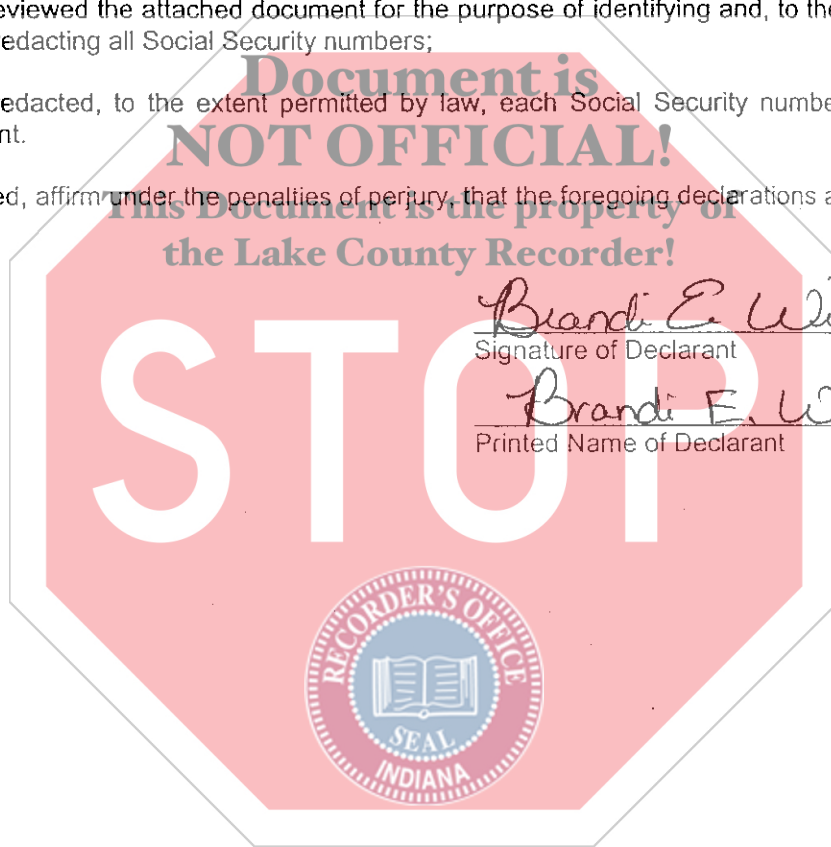 eviewed the attached document for the purpose of identifying and, to the
edacting all Social Security numbers;
Document is
edacted, to the extent permitted by law, each Social Security numbe
nt.
NOT OFFICIAL!
ed, affirm under the penalties of perjury, that the foregoing declarations a
This Document is the property of
the Lake County Recorder!
Brandi E. Wi
Signature of Declarant
Brandi E. W
Printed Name of Declarant
STOP
RECORDER'S OFFICE
SEAL
INDIANA